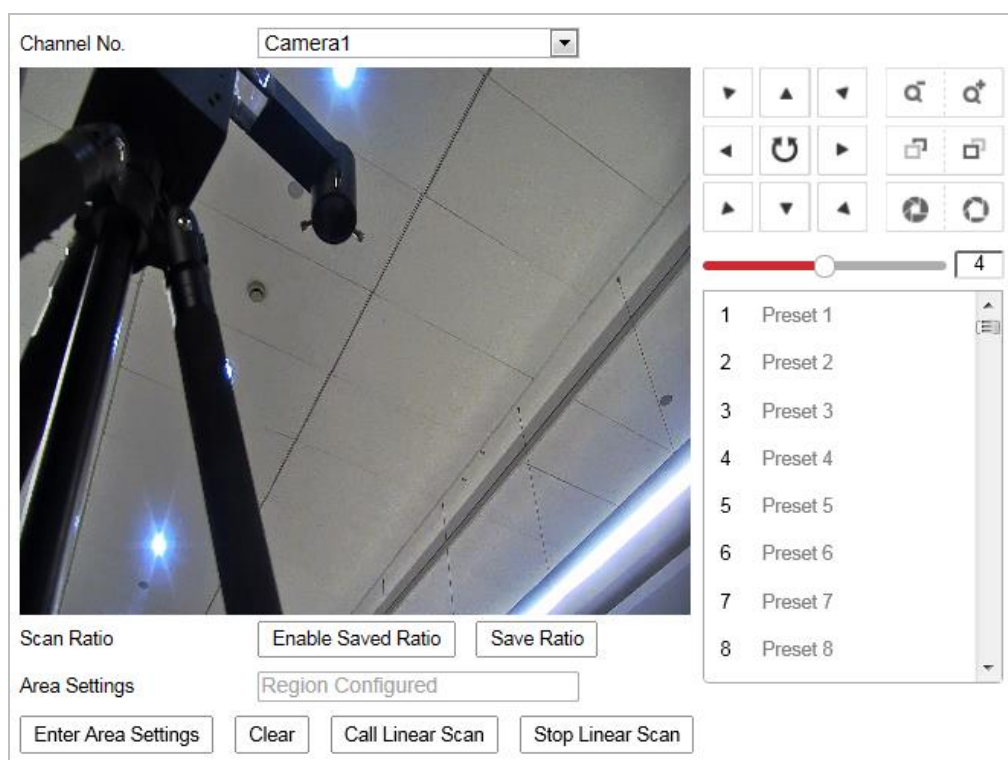 Channel No. Camera1
4
1 Preset 1
2 Preset 2
3 Preset 3
4 Preset 4
5 Preset 5
6 Preset 6
7 Preset 7
8 Preset 8
Scan Ratio Enable Saved Ratio Save Ratio
Area Settings Region Configured
Enter Area Settings Clear Call Linear Scan Stop Linear Scan